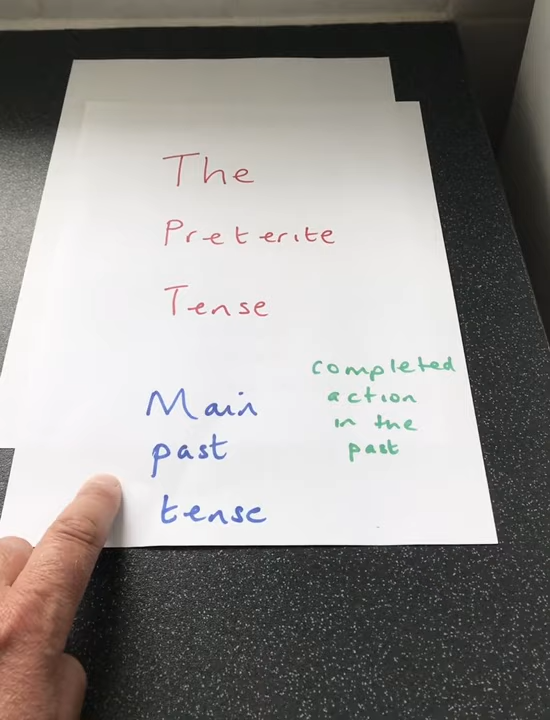 The
Preterite
Tense
Main
past
tense
completed
action
in the
past